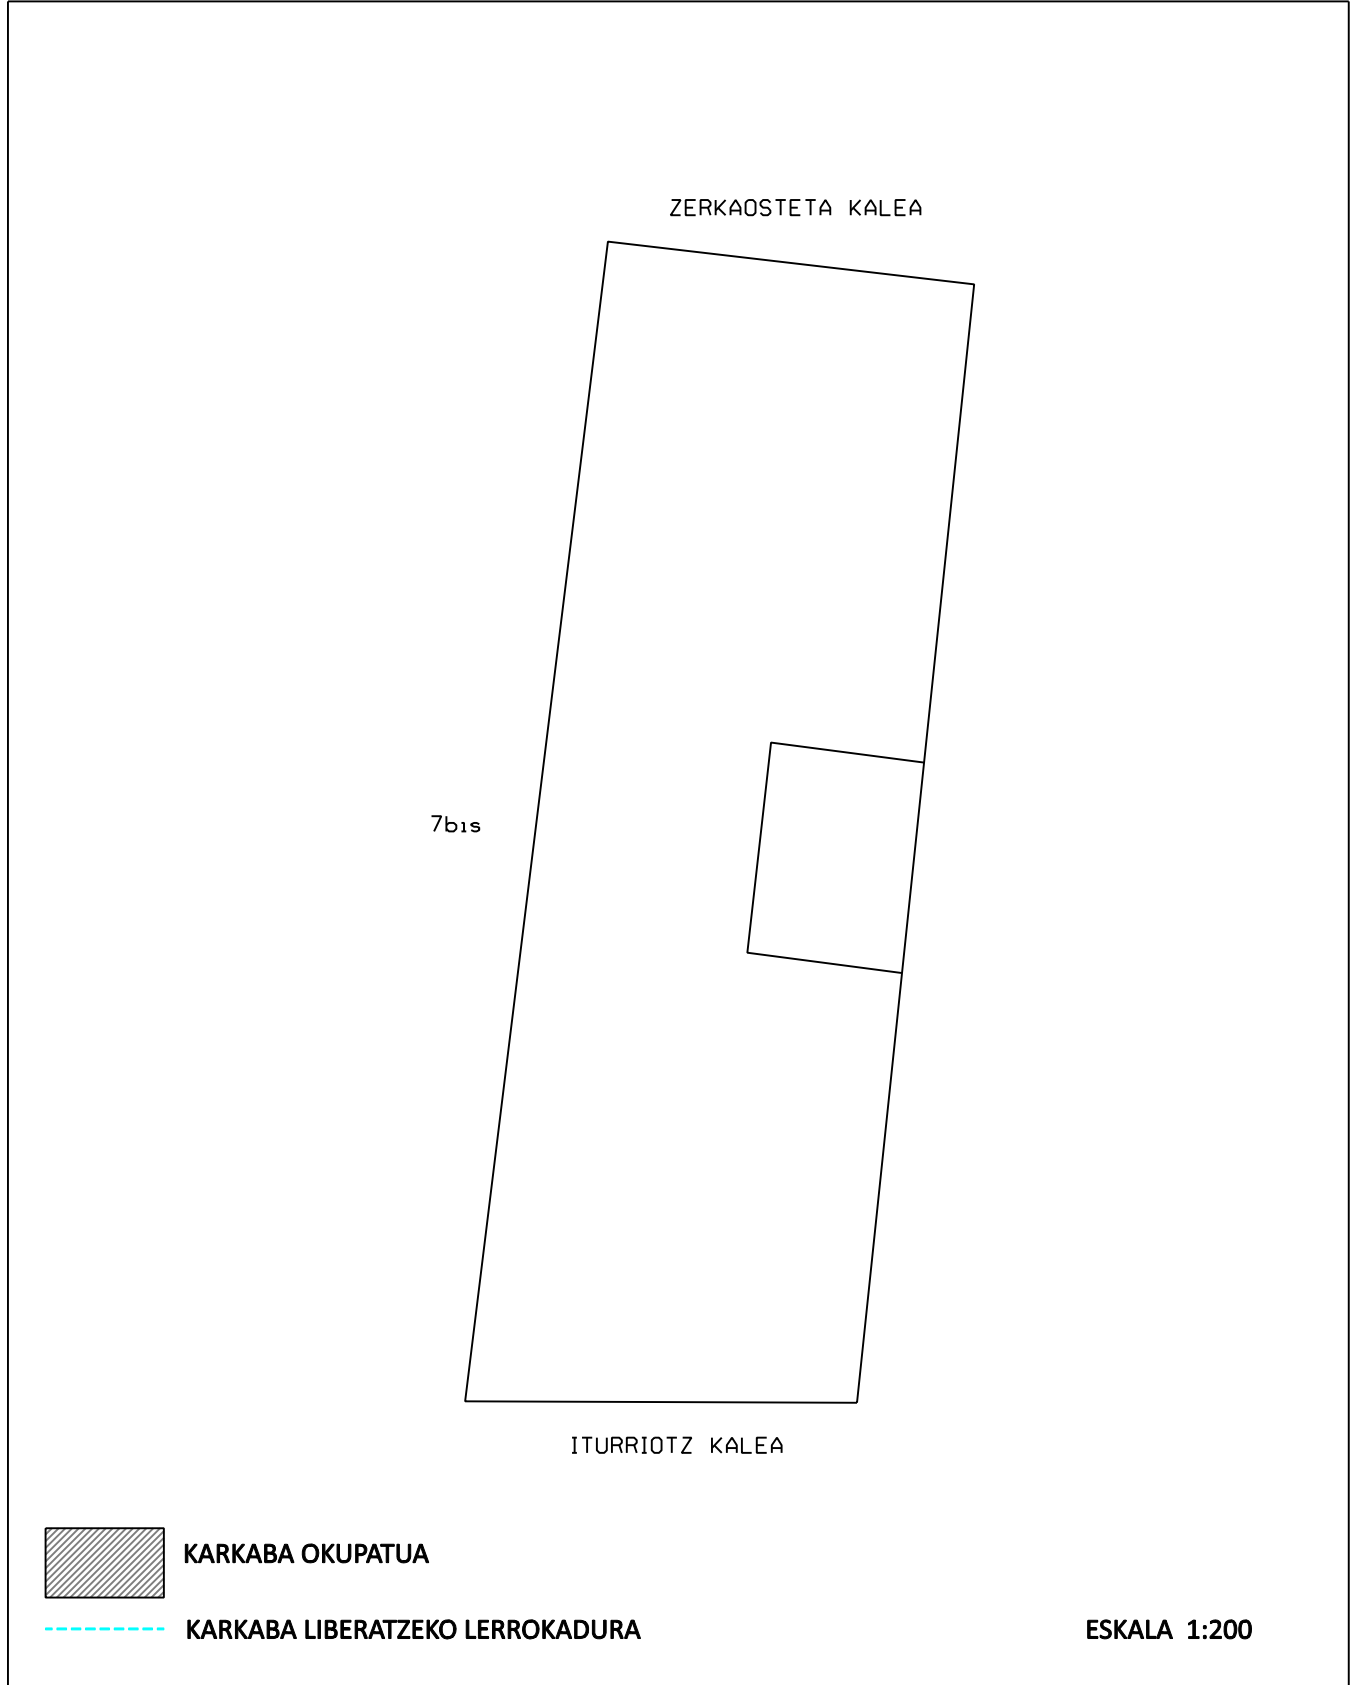 ZERKAOSTETA KALEA
7bis
ITURRIOTZ KALEA
KARKABA OKUPATUA
KARKABA LIBERATZEKO LERROKADURA
ESKALA 1:200